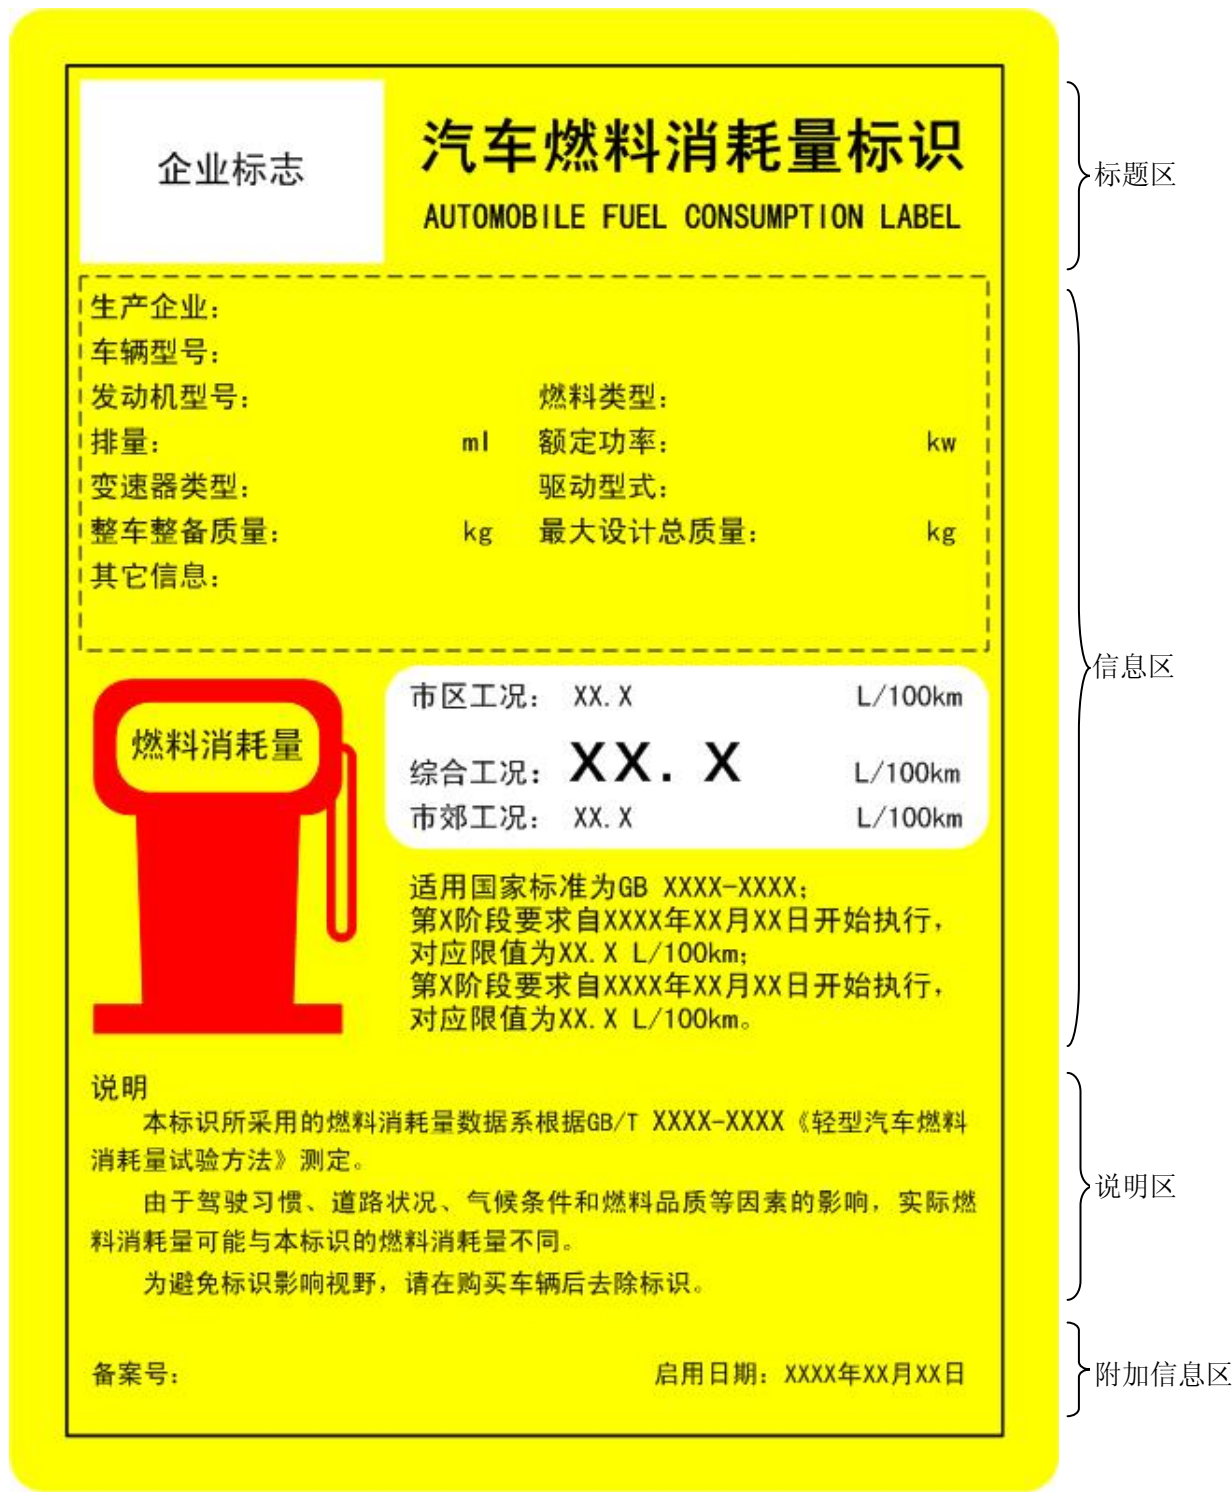 企业标志
汽车燃料消耗量标识
AUTOMOBILE FUEL CONSUMPTION LABEL
标题区
生产企业：
车辆型号：
发动机型号： 燃料类型：
排量： ml 额定功率： kw
变速器类型： 驱动型式：
整车整备质量： kg 最大设计总质量： kg
其它信息：
信息区
燃料消耗量
市区工况： XX.X L/100km
综合工况： XX.X L/100km
市郊工况： XX.X L/100km
适用国家标准为GB XXXX-XXXX；
第X阶段要求自XXXX年XX月XX日开始执行，
对应限值为XX.X L/100km；
第X阶段要求自XXXX年XX月XX日开始执行，
对应限值为XX.X L/100km。
说明
本标识所采用的燃料消耗量数据系根据GB/T XXXX-XXXX《轻型汽车燃料
消耗量试验方法》测定。
由于驾驶习惯、道路状况、气候条件和燃料品质等因素的影响，实际燃
料消耗量可能与本标识的燃料消耗量不同。
为避免标识影响视野，请在购买车辆后去除标识。
说明区
备案号： 启用日期：XXXX年XX月XX日
附加信息区